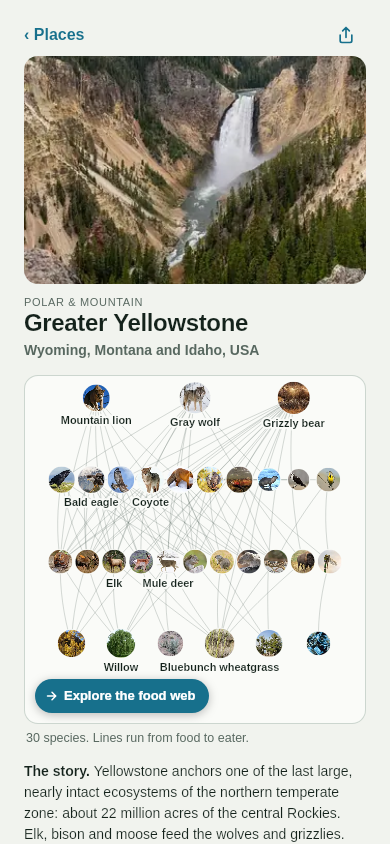 ‹ Places
POLAR & MOUNTAIN
Greater Yellowstone
Wyoming, Montana and Idaho, USA
Mountain lion
Gray wolf
Grizzly bear
Bald eagle
Coyote
Elk
Mule deer
Willow
Bluebunch wheatgrass
→ Explore the food web
30 species. Lines run from food to eater.
The story. Yellowstone anchors one of the last large,
nearly intact ecosystems of the northern temperate
zone: about 22 million acres of the central Rockies.
Elk, bison and moose feed the wolves and grizzlies.